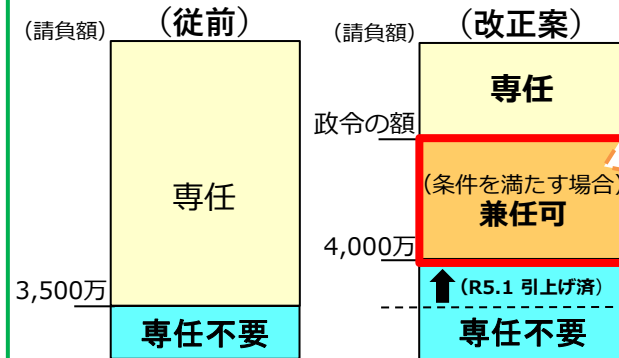 (従前)
(請負額)
専任
3,500万
専任不要
(改正案)
(請負額)
専任
政令の額
(条件を満たす場合)
兼任可
4,000万
(R5.1 引上げ済)
専任不要